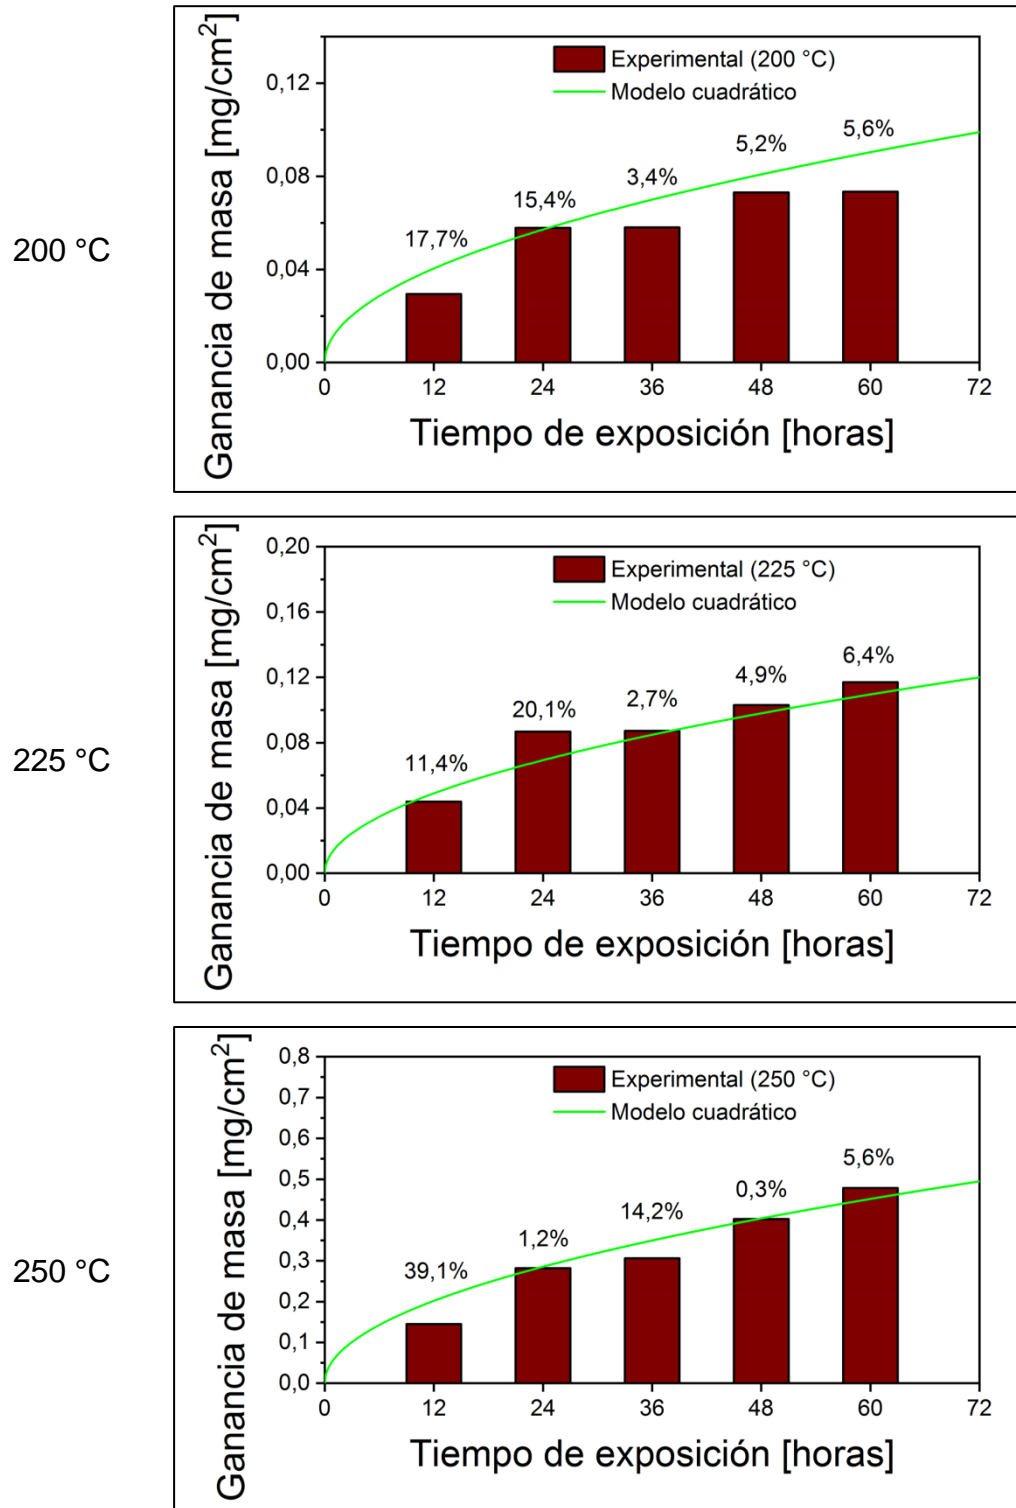 200 °C
Ganancia de masa [mg/cm²]
0,12
0,08
0,04
0,00
Experimental (200 °C)
Modelo cuadrático
17,7%
15,4%
3,4%
5,2%
5,6%
0 12 24 36 48 60 72
Tiempo de exposición [horas]
225 °C
Ganancia de masa [mg/cm²]
0,20
0,16
0,12
0,08
0,04
0,00
Experimental (225 °C)
Modelo cuadrático
11,4%
20,1%
2,7%
4,9%
6,4%
0 12 24 36 48 60 72
Tiempo de exposición [horas]
250 °C
Ganancia de masa [mg/cm²]
0,8
0,7
0,6
0,5
0,4
0,3
0,2
0,1
0,0
Experimental (250 °C)
Modelo cuadrático
39,1%
1,2%
14,2%
0,3%
5,6%
0 12 24 36 48 60 72
Tiempo de exposición [horas]